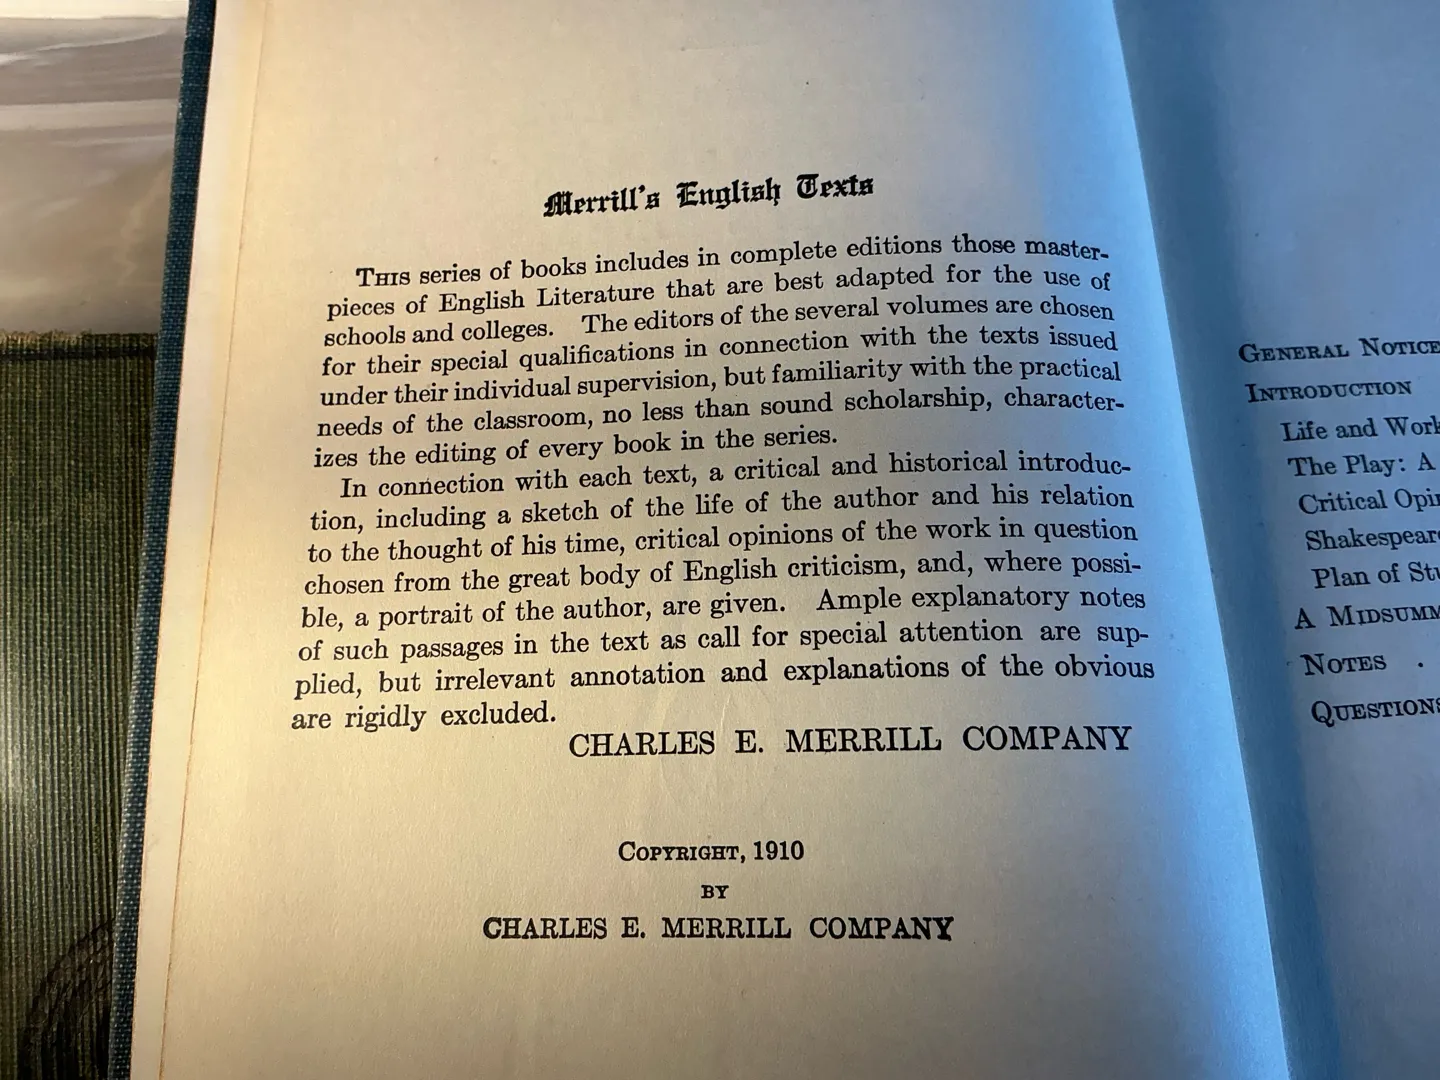 Merrill's English Texts
THIS series of books includes in complete editions those master-
pieces of English Literature that are best adapted for the use of
schools and colleges. The editors of the several volumes are chosen
for their special qualifications in connection with the texts issued
under their individual supervision, but familiarity with the practical
needs of the classroom, no less than sound scholarship, character-
izes the editing of every book in the series.
In connection with each text, a critical and historical introduc-
tion, including a sketch of the life of the author and his relation
to the thought of his time, critical opinions of the work in question
chosen from the great body of English criticism, and, where possi-
ble, a portrait of the author, are given. Ample explanatory notes
of such passages in the text as call for special attention are sup-
plied, but irrelevant annotation and explanations of the obvious
are rigidly excluded.
CHARLES E. MERRILL COMPANY
COPYRIGHT, 1910
BY
CHARLES E. MERRILL COMPANY
GENERAL NOTICE
INTRODUCTION
Life and Work
The Play: A
Critical Opin
Shakespeare
Plan of Stu
A MIDSUMM
NOTES .
QUESTIONS